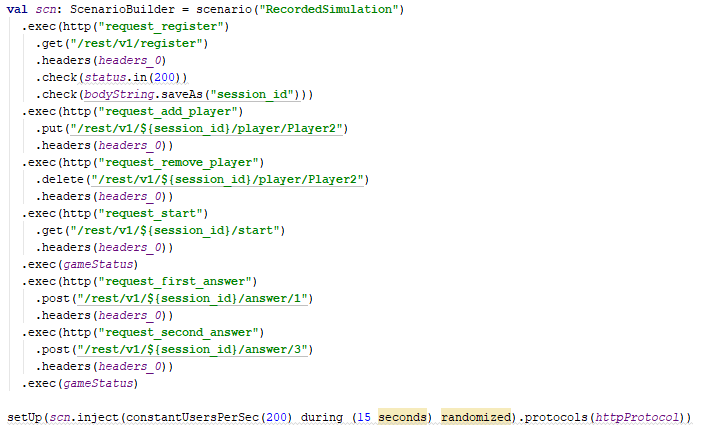 val scn: ScenarioBuilder = scenario("RecordedSimulation")
  .exec(http("request_register")
    .get("/rest/v1/register")
    .headers(headers_0)
    .check(status.in(200))
    .check(bodyString.saveAs("session_id")))
  .exec(http("request_add_player")
    .put("/rest/v1/${session_id}/player/Player2")
    .headers(headers_0))
  .exec(http("request_remove_player")
    .delete("/rest/v1/${session_id}/player/Player2")
    .headers(headers_0))
  .exec(http("request_start")
    .get("/rest/v1/${session_id}/start")
    .headers(headers_0))
  .exec(gameStatus)
  .exec(http("request_first_answer")
    .post("/rest/v1/${session_id}/answer/1")
    .headers(headers_0))
  .exec(http("request_second_answer")
    .post("/rest/v1/${session_id}/answer/3")
    .headers(headers_0))
  .exec(gameStatus)
setUp(scn.inject(constantUsersPerSec(200) during (15 seconds) randomized).protocols(httpProtocol))